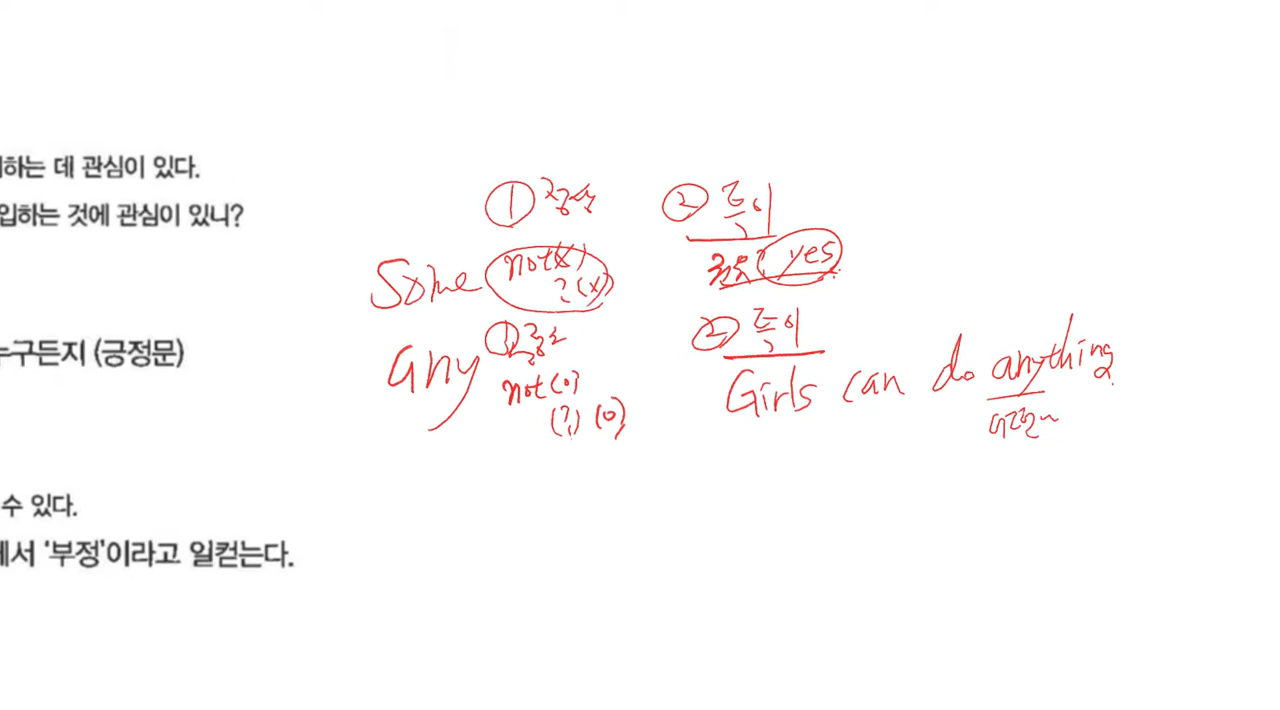 하는 데 관심이 있다.
입하는 것에 관심이 있니?
① ② 특이
Some not(x) yes
?(x)
누구든지 (긍정문)
any ① ② 특이
not(o) Girls can do anything
(?) (o)
수 있다.
에서 '부정'이라고 일컫는다.